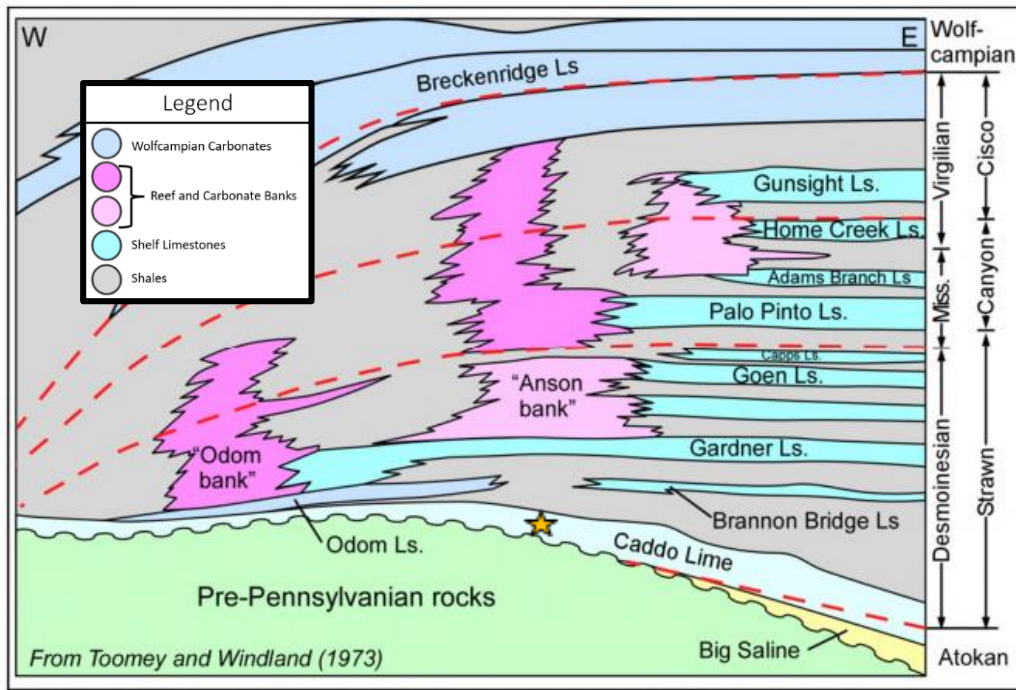 W
E
Wolf-
campian
Breckenridge Ls
Legend
Wolfcampian Carbonates
Reef and Carbonate Banks
Shelf Limestones
Shales
Gunsight Ls.
Home Creek Ls.
Adams Branch Ls
Palo Pinto Ls.
Capps Ls.
Goen Ls.
"Anson
bank"
Gardner Ls.
"Odom
bank"
Brannon Bridge Ls
Odom Ls.
Caddo Lime
Pre-Pennsylvanian rocks
Big Saline
From Toomey and Windland (1973)
Virgilian
Cisco
Miss.
Canyon
Desmoinesian
Strawn
Atokan